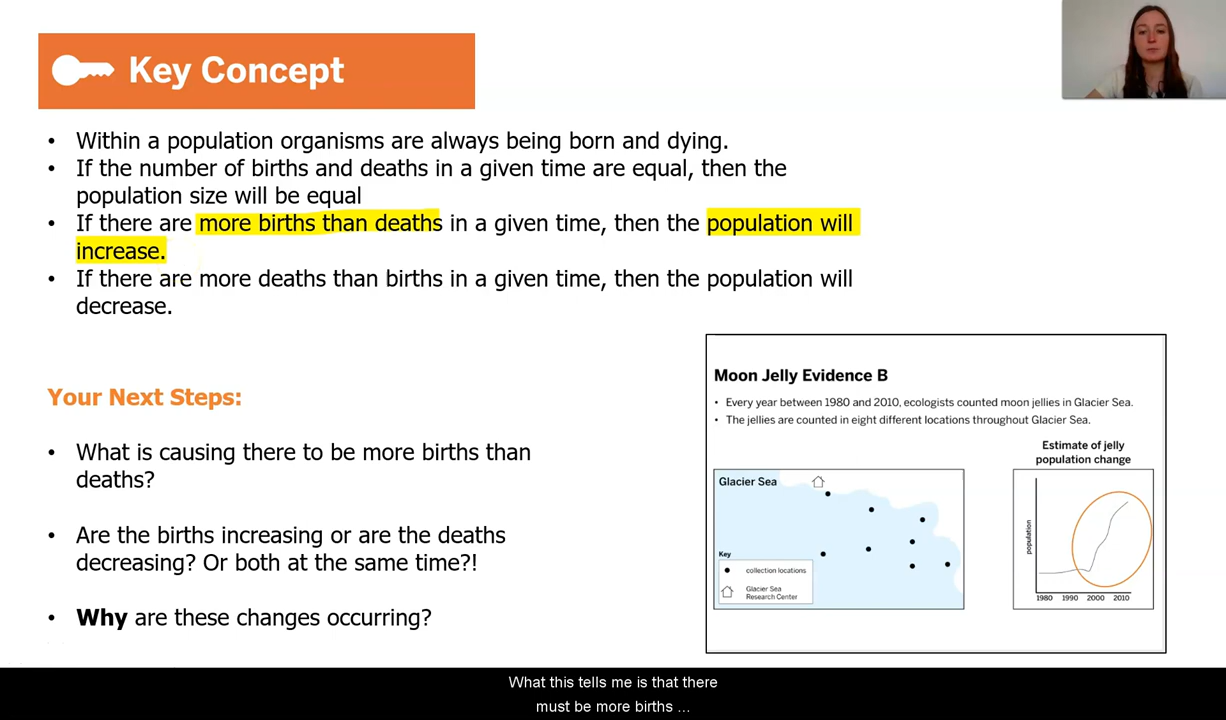 Key Concept
• Within a population organisms are always being born and dying.
• If the number of births and deaths in a given time are equal, then the
population size will be equal
• If there are more births than deaths in a given time, then the population will
increase.
• If there are more deaths than births in a given time, then the population will
decrease.
Your Next Steps:
• What is causing there to be more births than
deaths?
• Are the births increasing or are the deaths
decreasing? Or both at the same time?!
• Why are these changes occurring?
Moon Jelly Evidence B
• Every year between 1980 and 2010, ecologists counted moon jellies in Glacier Sea.
• The jellies are counted in eight different locations throughout Glacier Sea.
Glacier Sea
Key
collection locations
Glacier Sea
Research Center
Estimate of jelly
population change
population
1980 1990 2000 2010
What this tells me is that there
must be more births ...